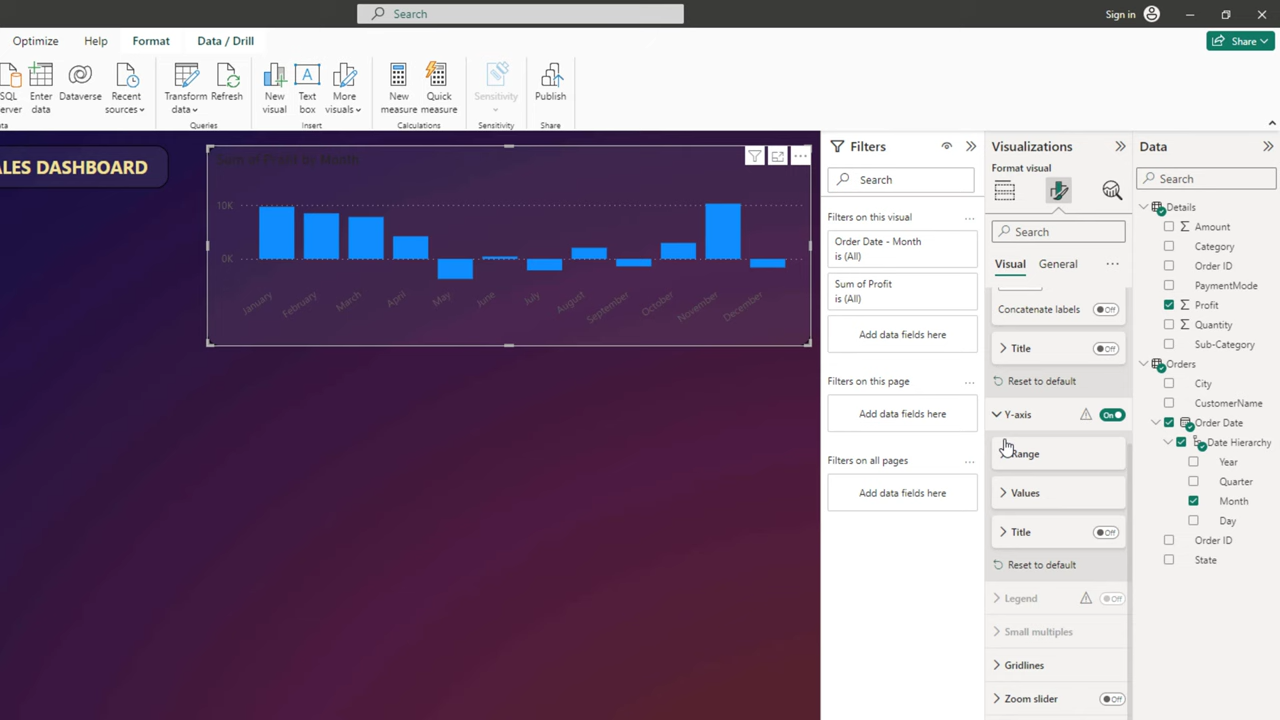 Search
Sign in
Optimize
Help
Format
Data / Drill
Share
SQL
erver
Enter
data
Dataverse
Recent
sources
Transform
data
Refresh
New
visual
Text
box
More
visuals
New
measure
Quick
measure
Sensitivity
Publish
Queries
Insert
Calculations
Sensitivity
Share
ALES DASHBOARD
Sum of Profit by Month
10K
0K
January
February
March
April
May
June
July
August
September
October
November
December
Filters
Search
Filters on this visual
Order Date - Month
is (All)
Sum of Profit
is (All)
Add data fields here
Filters on this page
Add data fields here
Filters on all pages
Add data fields here
Visualizations
Format visual
Search
Visual
General
Concatenate labels
Off
Title
Off
Reset to default
Y-axis
On
Range
Values
Title
Off
Reset to default
Legend
Off
Small multiples
Gridlines
Zoom slider
Off
Data
Search
Details
Amount
Category
Order ID
PaymentMode
Profit
Quantity
Sub-Category
Orders
City
CustomerName
Order Date
Date Hierarchy
Year
Quarter
Month
Day
Order ID
State